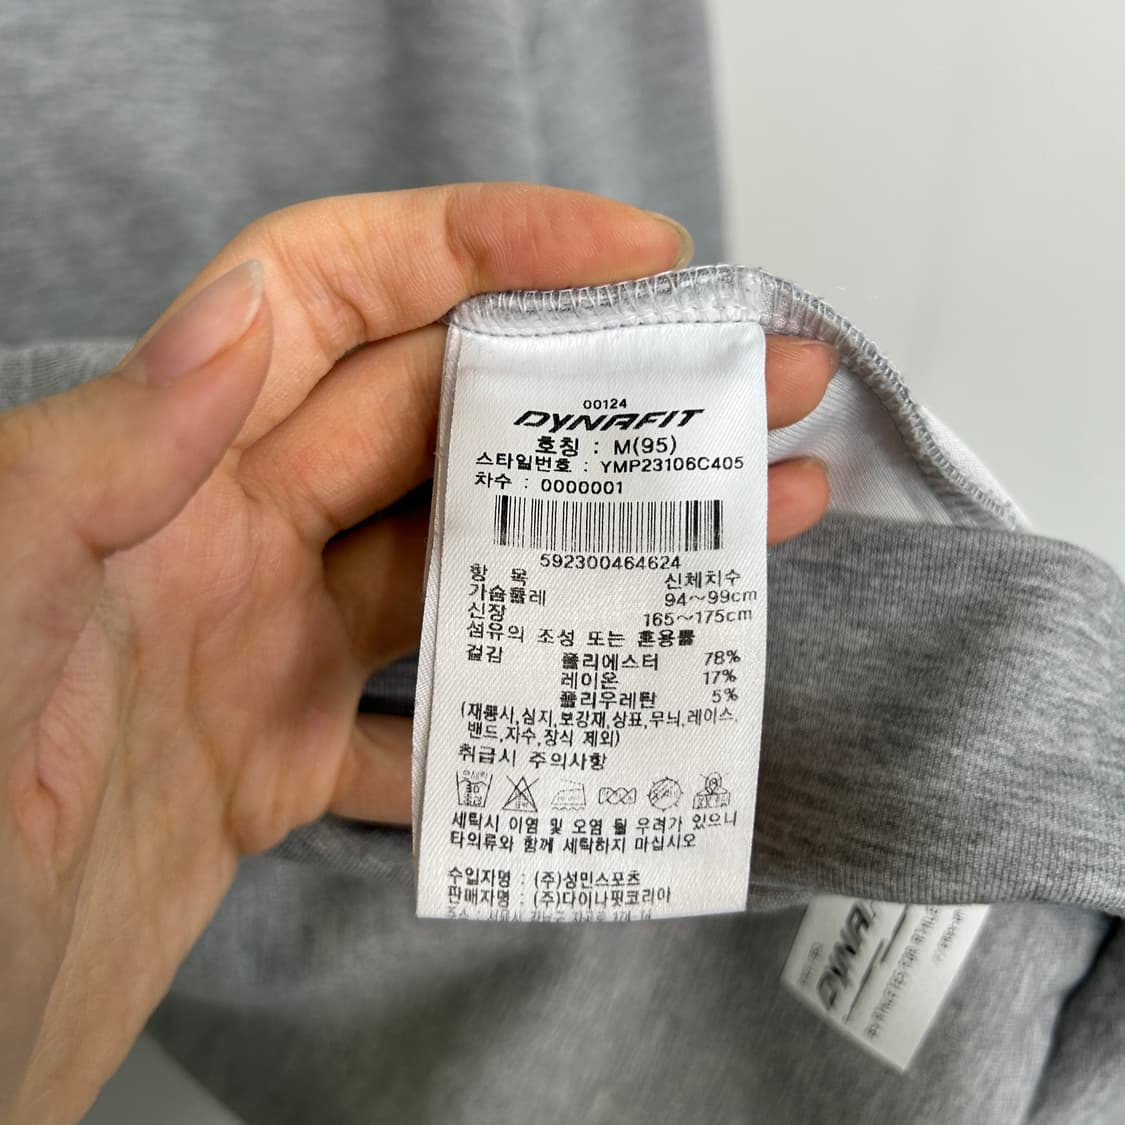 00124
DYNAFIT
호칭 : M(95)
스타일번호 : YMP23106C405
차수 : 0000001
592300464624
항 목 신체치수
가슴둘레 94~99cm
신장 165~175cm
섬유의 조성 또는 혼용률
겉감 폴리에스터 78%
레이온 17%
폴리우레탄 5%
(재봉사,심지,보강재,상표,무늬,레이스,
밴드,자수,장식 제외)
취급시 주의사항
30
세탁시 이염 및 오염 될 우려가 있으니
타의류와 함께 세탁하지 마십시오
수입자명 : (주)성민스포츠
판매자명 : (주)다이나핏코리아
DYNAFIT